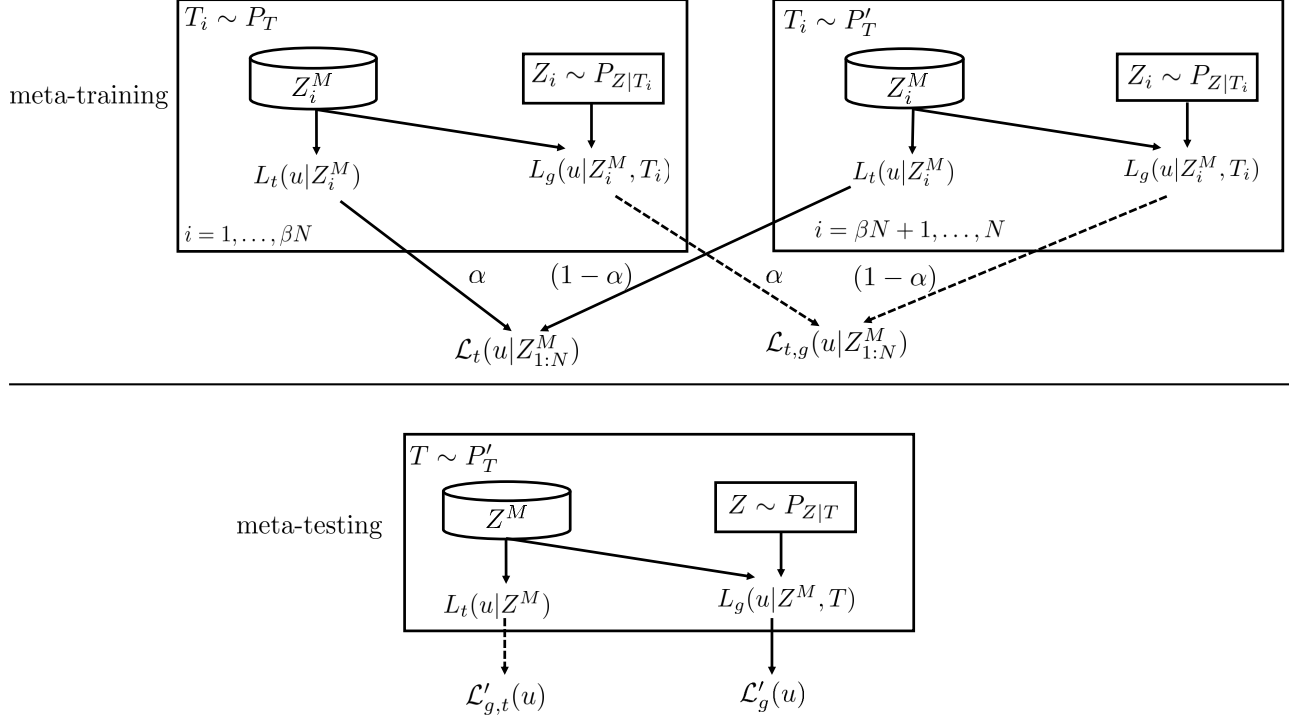 T_i ∼ P_T
Z_i^M
Z_i ∼ P_{Z|T_i}
L_t(u|Z_i^M)
L_g(u|Z_i^M, T_i)
i = 1, . . . , βN
T_i ∼ P′_T
Z_i^M
Z_i ∼ P_{Z|T_i}
L_t(u|Z_i^M)
L_g(u|Z_i^M, T_i)
i = βN + 1, . . . , N
meta-training
α
(1 − α)
α
(1 − α)
ℒ_t(u|Z_{1:N}^M)
ℒ_{t,g}(u|Z_{1:N}^M)
T ∼ P′_T
Z^M
Z ∼ P_{Z|T}
meta-testing
L_t(u|Z^M)
L_g(u|Z^M, T)
ℒ′_{g,t}(u)
ℒ′_g(u)